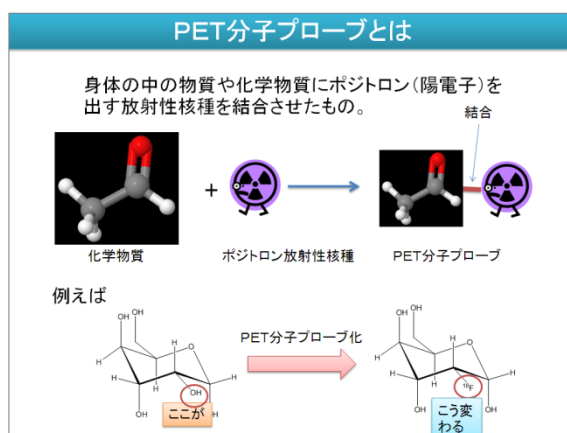 PET分子プローブとは
身体の中の物質や化学物質にポジトロン（陽電子）を
出す放射性核種を結合させたもの。
結合
+
化学物質
ポジトロン放射性核種
PET分子プローブ
例えば
PET分子プローブ化
OH
OH
H
O
H
H
H
OH
OH
H
ここが
OH
OH
H
O
H
H
H
18F
OH
OH
こう変
わる